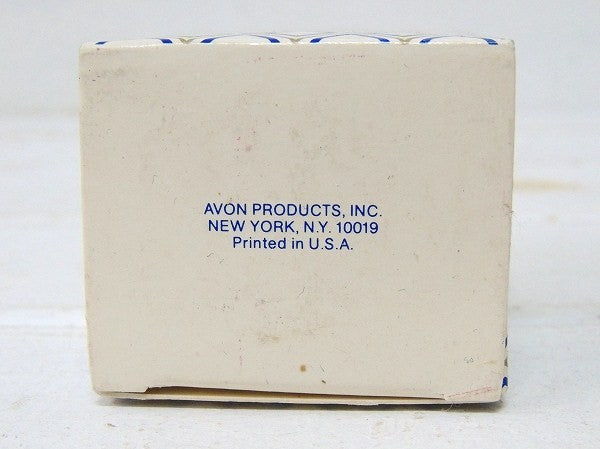 AVON PRODUCTS, INC.
NEW YORK, N.Y. 10019
Printed in U.S.A.